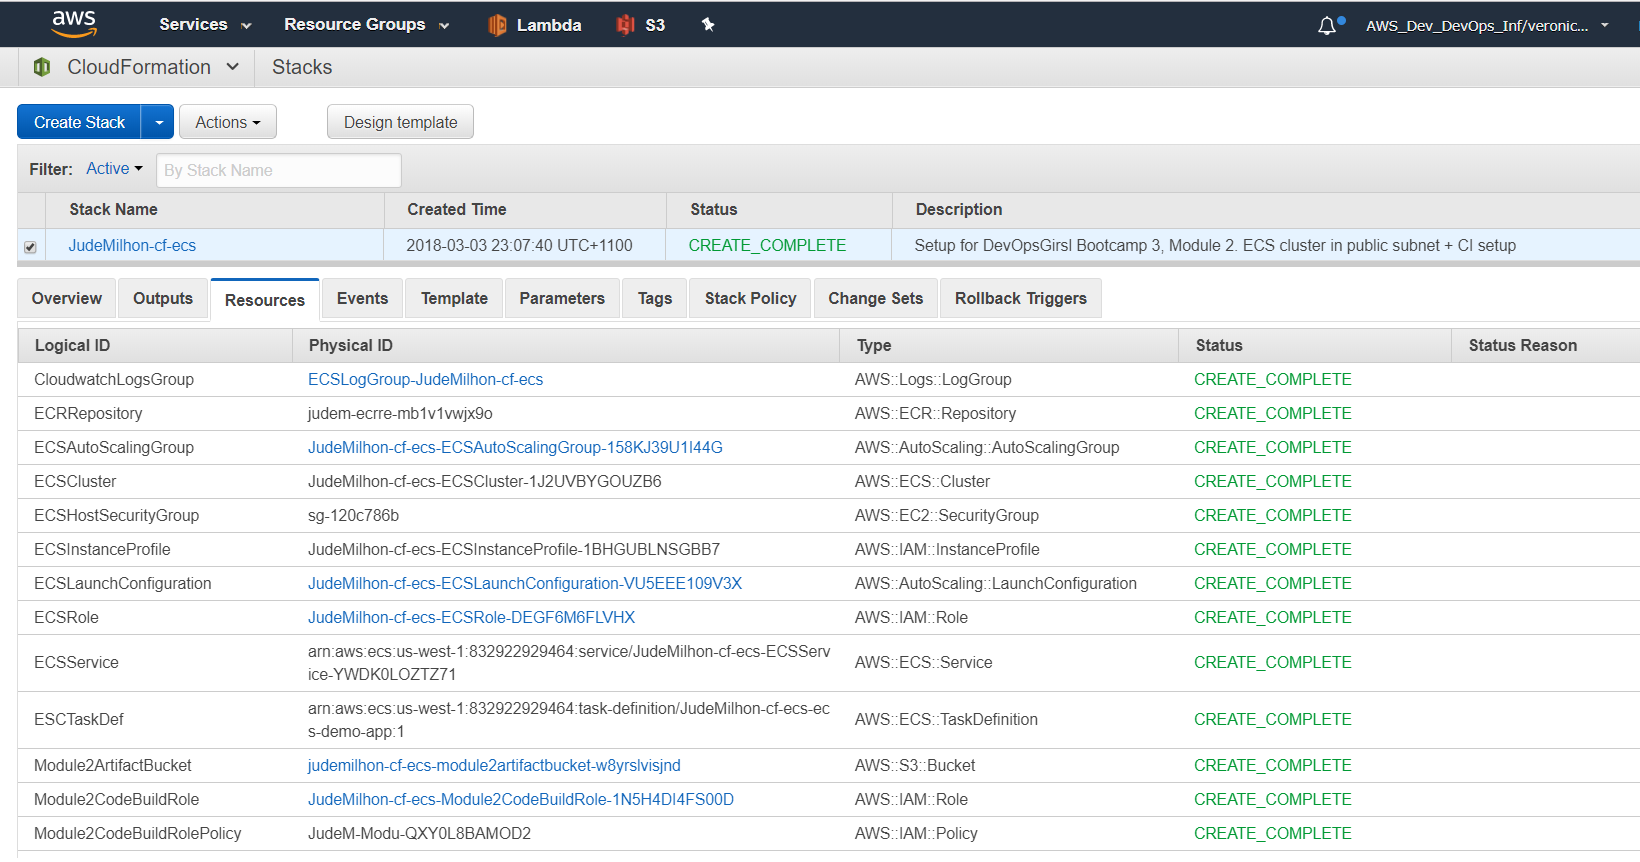 aws Services Resource Groups Lambda S3 AWS_Dev_DevOps_Inf/veronic...
CloudFormation Stacks
Create Stack Actions Design template
Filter: Active By Stack Name
Stack Name Created Time Status Description
JudeMilhon-cf-ecs 2018-03-03 23:07:40 UTC+1100 CREATE_COMPLETE Setup for DevOpsGirsl Bootcamp 3, Module 2. ECS cluster in public subnet + CI setup
Overview Outputs Resources Events Template Parameters Tags Stack Policy Change Sets Rollback Triggers
Logical ID Physical ID Type Status Status Reason
CloudwatchLogsGroup ECSLogGroup-JudeMilhon-cf-ecs AWS::Logs::LogGroup CREATE_COMPLETE
ECRRepository judem-ecrre-mb1v1vwjx9o AWS::ECR::Repository CREATE_COMPLETE
ECSAutoScalingGroup JudeMilhon-cf-ecs-ECSAutoScalingGroup-158KJ39U1I44G AWS::AutoScaling::AutoScalingGroup CREATE_COMPLETE
ECSCluster JudeMilhon-cf-ecs-ECSCluster-1J2UVBYGOUZB6 AWS::ECS::Cluster CREATE_COMPLETE
ECSHostSecurityGroup sg-120c786b AWS::EC2::SecurityGroup CREATE_COMPLETE
ECSInstanceProfile JudeMilhon-cf-ecs-ECSInstanceProfile-1BHGUBLNSGBB7 AWS::IAM::InstanceProfile CREATE_COMPLETE
ECSLaunchConfiguration JudeMilhon-cf-ecs-ECSLaunchConfiguration-VU5EEE109V3X AWS::AutoScaling::LaunchConfiguration CREATE_COMPLETE
ECSRole JudeMilhon-cf-ecs-ECSRole-DEGF6M6FLVHX AWS::IAM::Role CREATE_COMPLETE
ECSService arn:aws:ecs:us-west-1:832922929464:service/JudeMilhon-cf-ecs-ECSServ
ice-YWDK0LOZTZ71 AWS::ECS::Service CREATE_COMPLETE
ESCTaskDef arn:aws:ecs:us-west-1:832922929464:task-definition/JudeMilhon-cf-ecs-ec
s-demo-app:1 AWS::ECS::TaskDefinition CREATE_COMPLETE
Module2ArtifactBucket judemilhon-cf-ecs-module2artifactbucket-w8yrslvisjnd AWS::S3::Bucket CREATE_COMPLETE
Module2CodeBuildRole JudeMilhon-cf-ecs-Module2CodeBuildRole-1N5H4DI4FS00D AWS::IAM::Role CREATE_COMPLETE
Module2CodeBuildRolePolicy JudeM-Modu-QXY0L8BAMOD2 AWS::IAM::Policy CREATE_COMPLETE